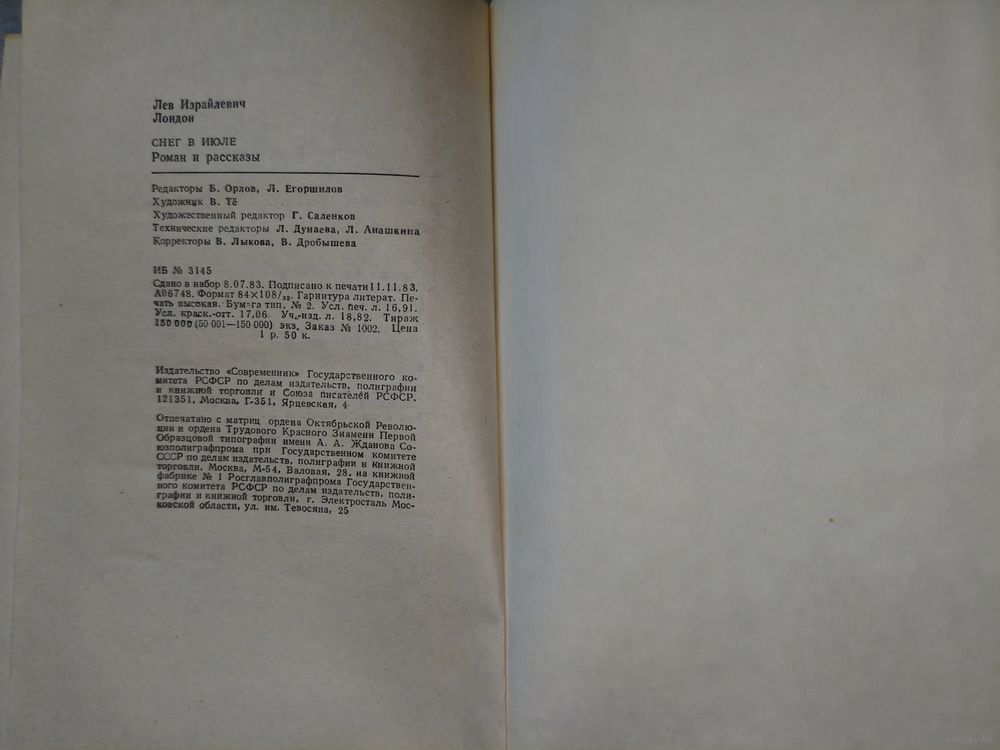 Лев Израйлевич
Лондон
СНЕГ В ИЮЛЕ
Роман и рассказы
Редакторы Б. Орлов, Л. Егоршилов
Художник В. Тё
Художественный редактор Г. Саленков
Технические редакторы Л. Дунаева, Л. Анашкина
Корректоры В. Лыкова, В. Дробышева
ИБ № 3145
Сдано в набор 8.07.83. Подписано к печати 11.11.83.
А06748. Формат 84×108/32. Гарнитура литерат. Пе-
чать высокая. Бумага тип. № 2. Усл. печ. л. 16,91.
Усл. краск.-отт. 17,06. Уч.-изд. л. 18,82. Тираж
150 000 (50 001—150 000) экз. Заказ № 1002. Цена
1 р. 50 к.
Издательство «Современник» Государственного ко-
митета РСФСР по делам издательств, полиграфии
и книжной торговли и Союза писателей РСФСР.
121351, Москва, Г-351, Ярцевская, 4
Отпечатано с матриц ордена Октябрьской Револю-
ции и ордена Трудового Красного Знамени Первой
Образцовой типографии имени А. А. Жданова Со-
юзполиграфпрома при Государственном комитете
СССР по делам издательств, полиграфии и книжной
торговли, Москва, М-54, Валовая, 28, на книжной
фабрике № 1 Росглавполиграфпрома Государствен-
ного комитета РСФСР по делам издательств, поли-
графии и книжной торговли, г. Электросталь Мос-
ковской области, ул. им. Тевосяна, 25